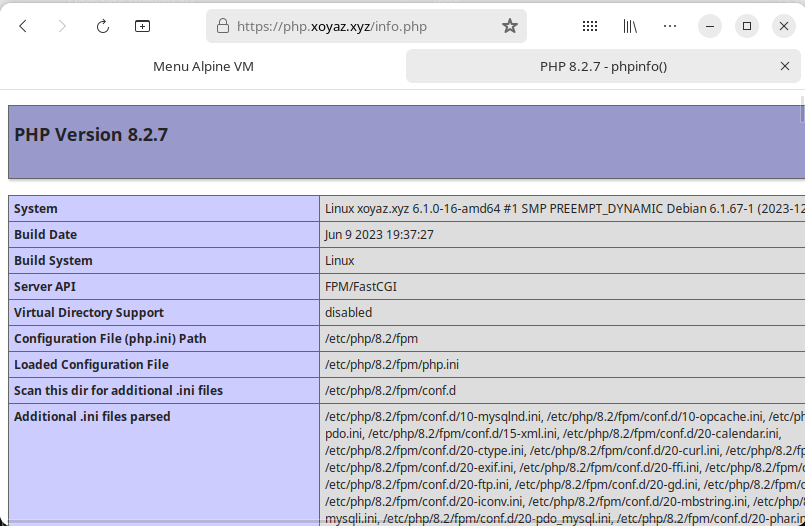 https://php.xoyaz.xyz/info.php
Menu Alpine VM
PHP 8.2.7 - phpinfo()
PHP Version 8.2.7
System
Linux xoyaz.xyz 6.1.0-16-amd64 #1 SMP PREEMPT_DYNAMIC Debian 6.1.67-1 (2023-12
Build Date
Jun 9 2023 19:37:27
Build System
Linux
Server API
FPM/FastCGI
Virtual Directory Support
disabled
Configuration File (php.ini) Path
/etc/php/8.2/fpm
Loaded Configuration File
/etc/php/8.2/fpm/php.ini
Scan this dir for additional .ini files
/etc/php/8.2/fpm/conf.d
Additional .ini files parsed
/etc/php/8.2/fpm/conf.d/10-mysqlnd.ini, /etc/php/8.2/fpm/conf.d/10-opcache.ini, /etc/ph
pdo.ini, /etc/php/8.2/fpm/conf.d/15-xml.ini, /etc/php/8.2/fpm/conf.d/20-calendar.ini,
/etc/php/8.2/fpm/conf.d/20-ctype.ini, /etc/php/8.2/fpm/conf.d/20-curl.ini, /etc/php/8.2/fp
/etc/php/8.2/fpm/conf.d/20-exif.ini, /etc/php/8.2/fpm/conf.d/20-ffi.ini, /etc/php/8.2/fpm/c
/etc/php/8.2/fpm/conf.d/20-ftp.ini, /etc/php/8.2/fpm/conf.d/20-gd.ini, /etc/php/8.2/fpm/c
/etc/php/8.2/fpm/conf.d/20-iconv.ini, /etc/php/8.2/fpm/conf.d/20-mbstring.ini, /etc/php/8
mysqli.ini, /etc/php/8.2/fpm/conf.d/20-pdo_mysql.ini, /etc/php/8.2/fpm/conf.d/20-phar.in